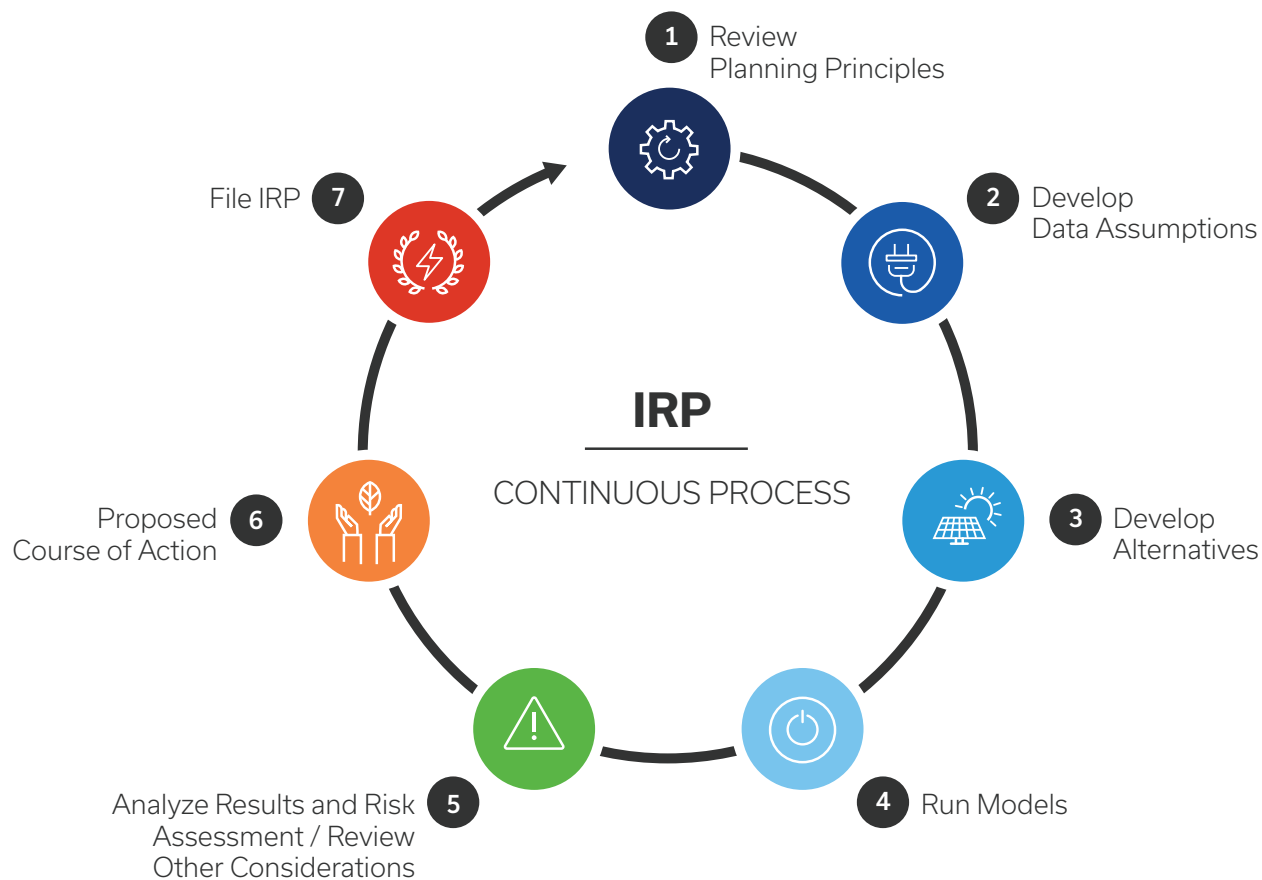 1
Review
Planning Principles
2
Develop
Data Assumptions
3
Develop
Alternatives
4
Run Models
5
Analyze Results and Risk
Assessment / Review
Other Considerations
6
Proposed
Course of Action
7
File IRP
IRP
CONTINUOUS PROCESS